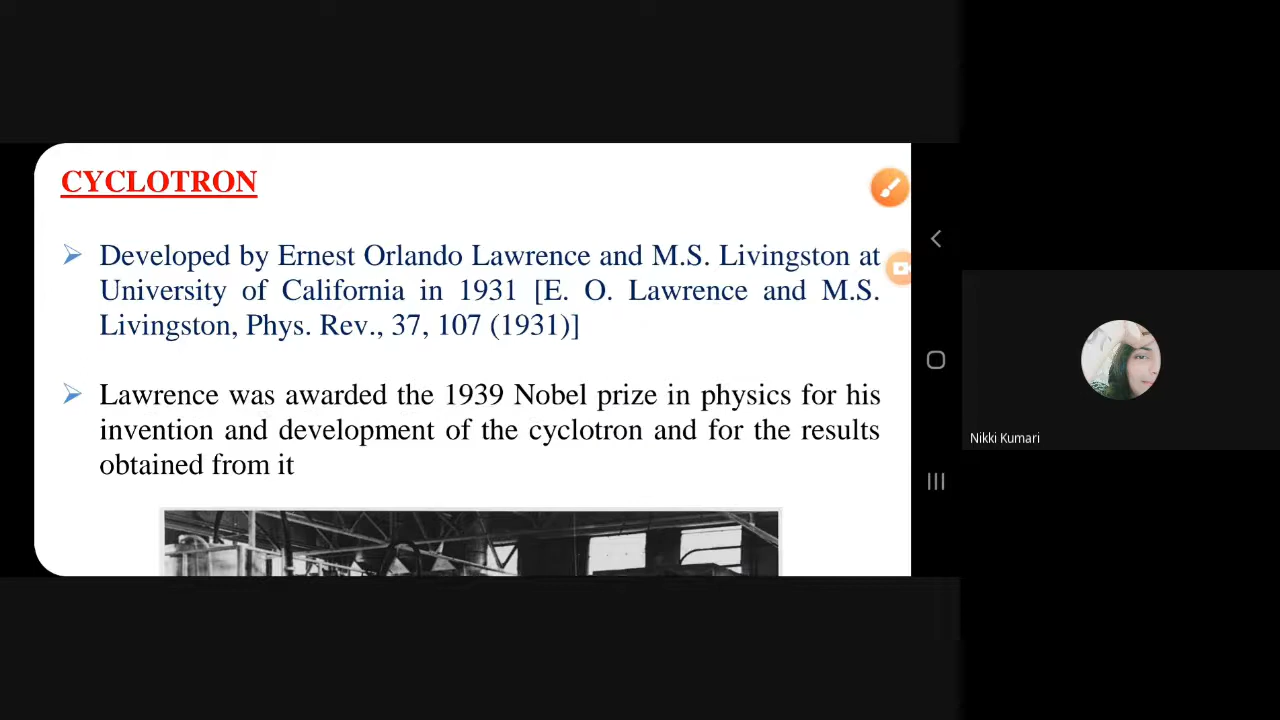 CYCLOTRON
Developed by Ernest Orlando Lawrence and M.S. Livingston at
University of California in 1931 [E. O. Lawrence and M.S.
Livingston, Phys. Rev., 37, 107 (1931)]
Lawrence was awarded the 1939 Nobel prize in physics for his
invention and development of the cyclotron and for the results
obtained from it
Nikki Kumari